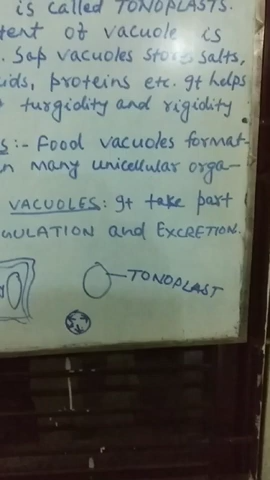 is called TONOPLASTS.
tent of vacuole is
. Sap vacuoles stores salts,
ids, proteins etc. It helps
turgidity and rigidity
S :- Food vacuoles format-
n many unicellular orga-
VACUOLES : It take part
GULATION and EXCRETION.
TONOPLAST